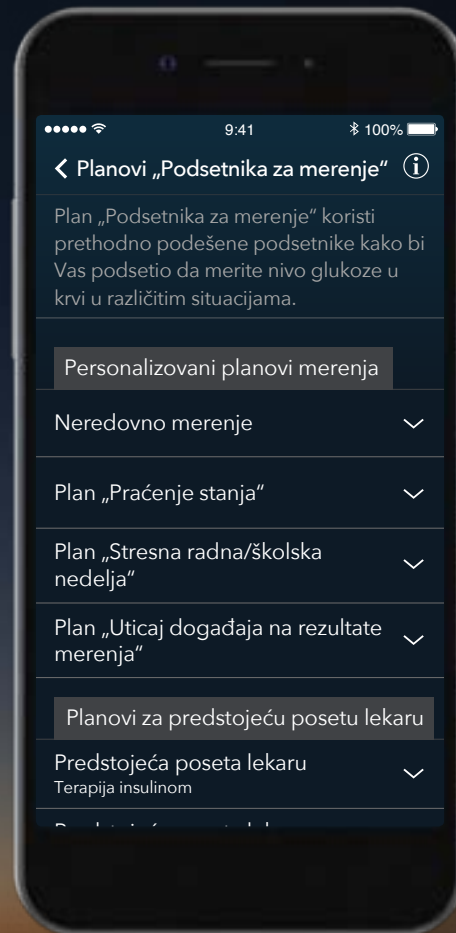 9:41
100%
Planovi „Podsetnika za merenje“
Plan „Podsetnika za merenje“ koristi
prethodno podešene podsetnike kako bi
Vas podsetio da merite nivo glukoze u
krvi u različitim situacijama.
Personalizovani planovi merenja
Neredovno merenje
Plan „Praćenje stanja“
Plan „Stresna radna/školska
nedelja“
Plan „Uticaj događaja na rezultate
merenja“
Planovi za predstojeću posetu lekaru
Predstojeća poseta lekaru
Terapija insulinom